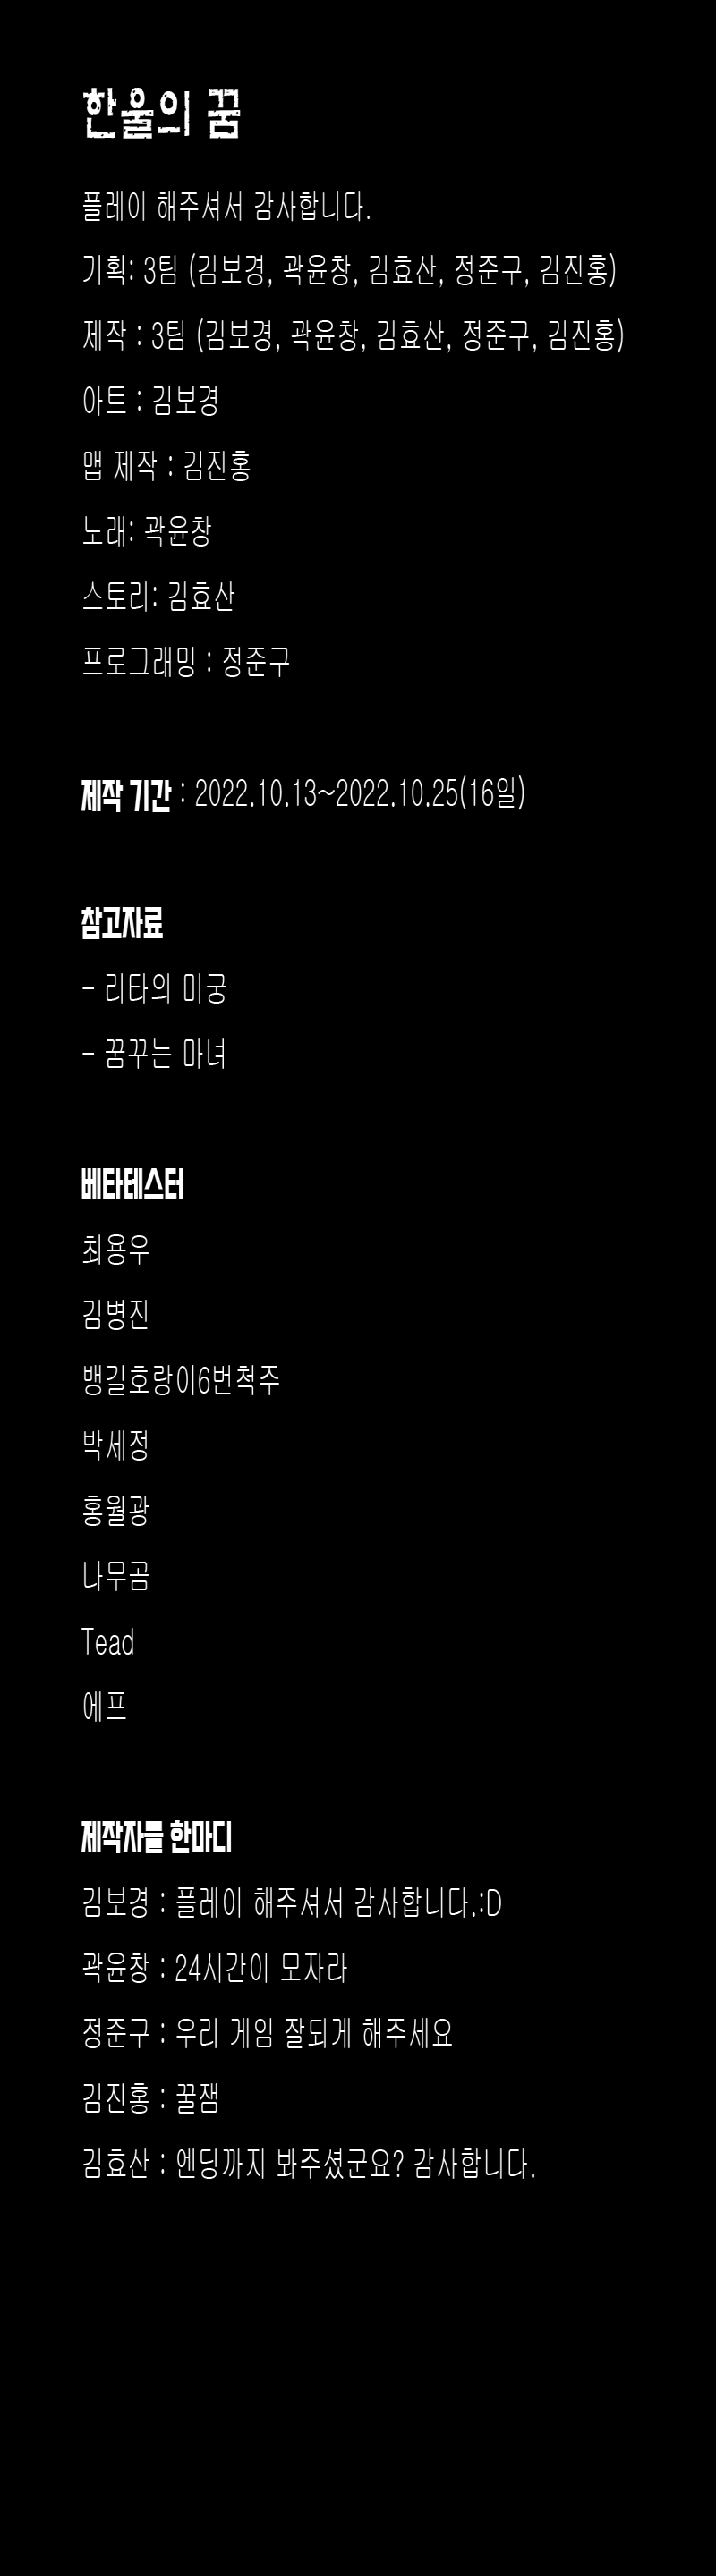 한울의 꿈
플레이 해주셔서 감사합니다.
기획: 3팀 (김보경, 곽윤창, 김효산, 정준구, 김진홍)
제작 : 3팀 (김보경, 곽윤창, 김효산, 정준구, 김진홍)
아트 : 김보경
맵 제작 : 김진홍
노래: 곽윤창
스토리: 김효산
프로그래밍 : 정준구
제작 기간 : 2022.10.13~2022.10.25(16일)
참고자료
- 리타의 미궁
- 꿈꾸는 마녀
베타테스터
최용우
김병진
뱅길호랑이6번척주
박세정
홍월광
나무곰
Tead
에프
제작자들 한마디
김보경 : 플레이 해주셔서 감사합니다.:D
곽윤창 : 24시간이 모자라
정준구 : 우리 게임 잘되게 해주세요
김진홍 : 꿀잼
김효산 : 엔딩까지 봐주셨군요? 감사합니다.